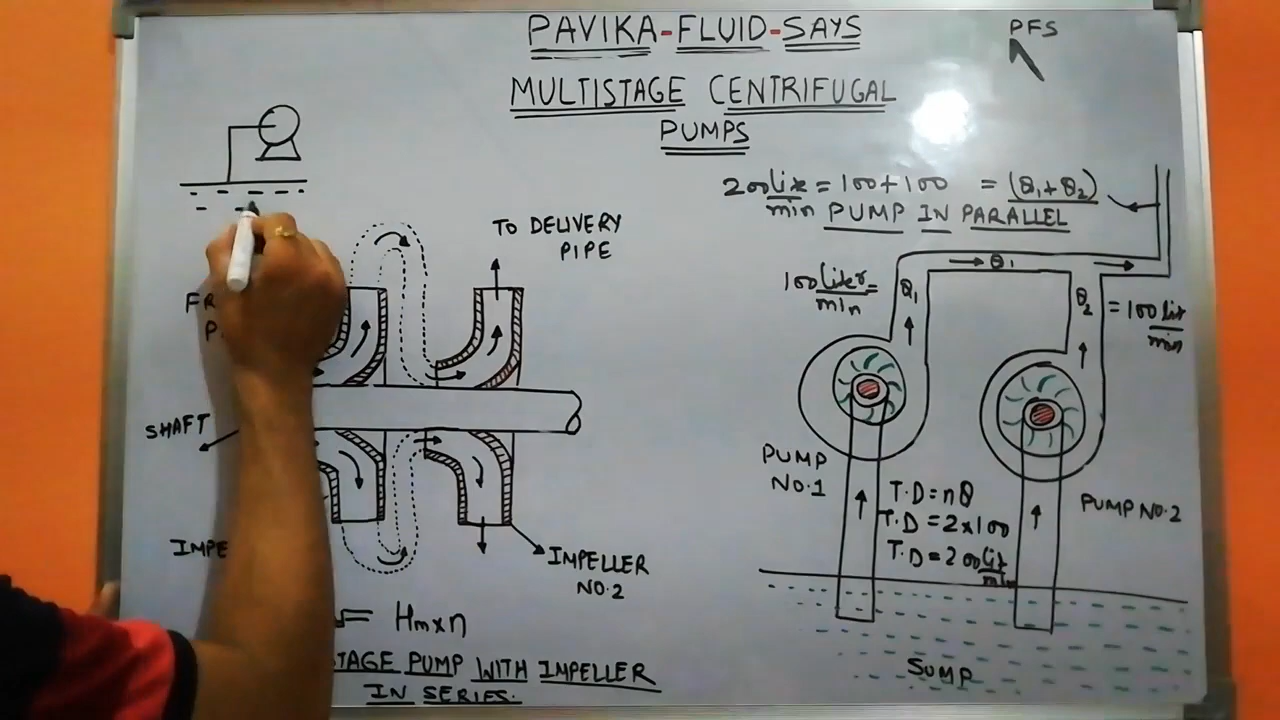 PAVIKA-FLUID-SAYS
PFS
MULTISTAGE CENTRIFUGAL
PUMPS
200 lit/min = 100+100 = (Q1+Q2)
PUMP IN PARALLEL
TO DELIVERY
PIPE
100 liter/min = Q1
Q1
Q2 = 100 lit/min
SHAFT
PUMP
NO.1
T.D = nQ
T.D = 2x100
T.D = 200 lit/min
PUMP NO.2
IMPELLER
NO.2
= Hm x n
PUMP WITH IMPELLER
IN SERIES.
SUMP